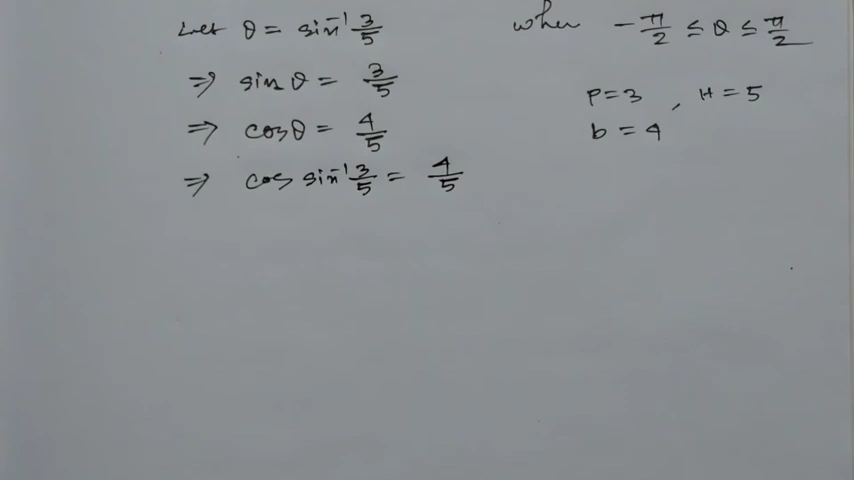 Let θ = sin⁻¹ 3/5 when -π/2 ≤ θ ≤ π/2
⇒ sin θ = 3/5
P = 3, H = 5
⇒ cos θ = 4/5
b = 4
⇒ cos sin⁻¹ 3/5 = 4/5